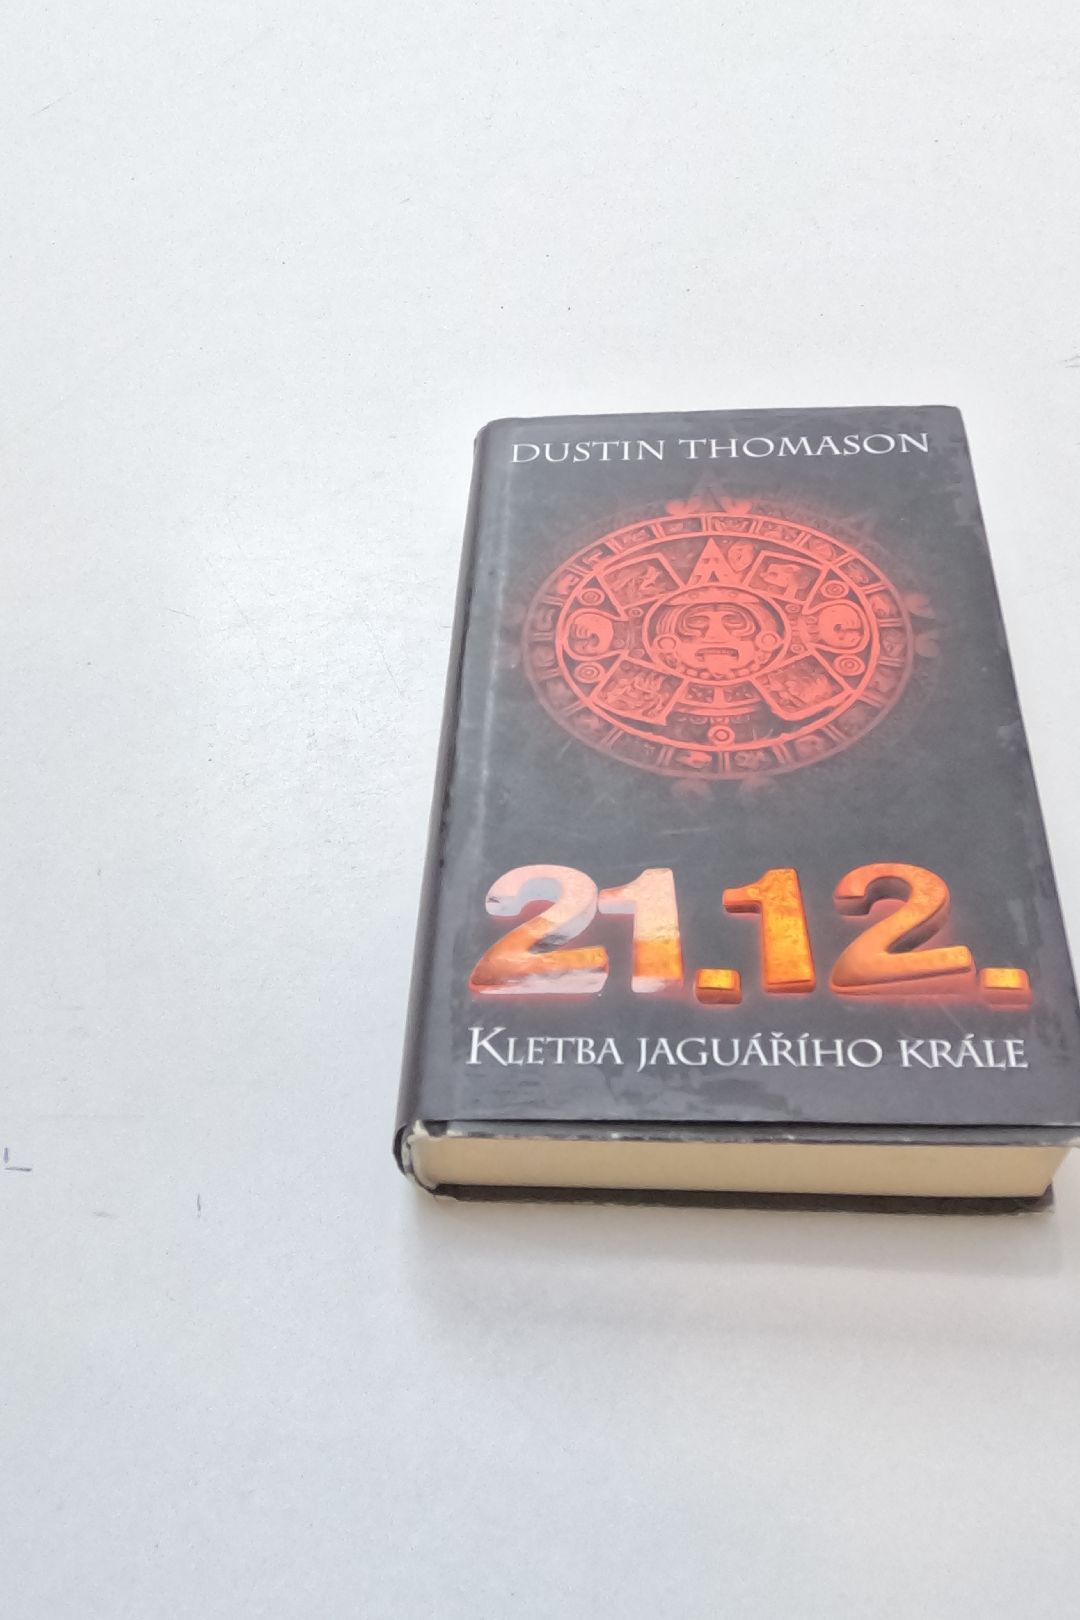 DUSTIN THOMASON
21.12.
KLETBA JAGUÁŘÍHO KRÁLE